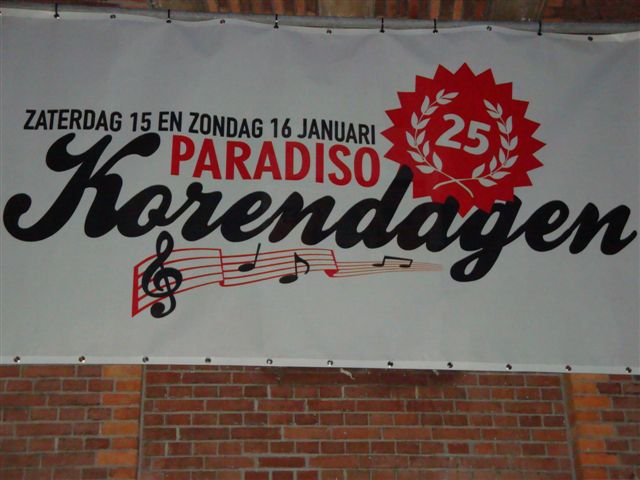 ZATERDAG 15 EN ZONDAG 16 JANUARI
PARADISO
25
Korendagen